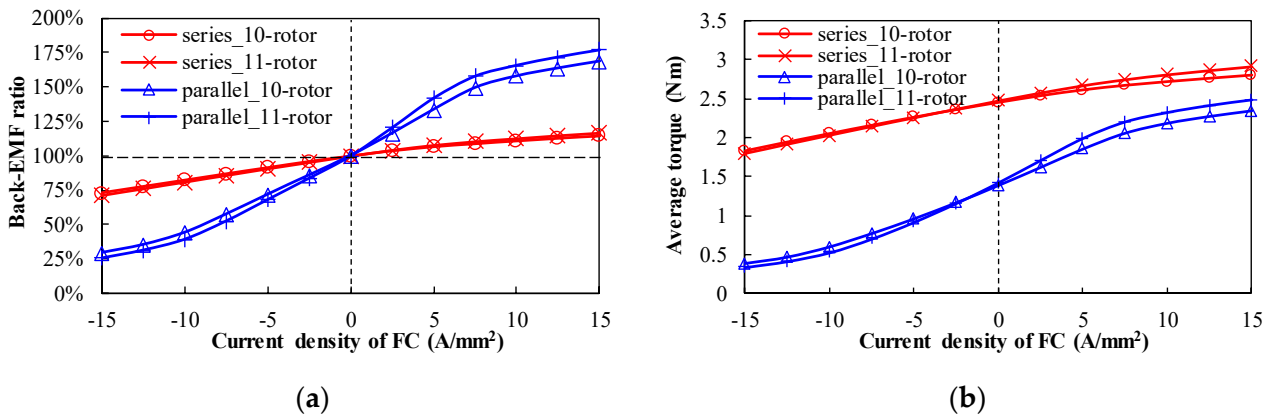 200%
175%
150%
125%
100%
75%
50%
25%
0%
Back-EMF ratio
series_10-rotor
series_11-rotor
parallel_10-rotor
parallel_11-rotor
-15 -10 -5 0 5 10 15
Current density of FC (A/mm²)
(a)
3.5
3
2.5
2
1.5
1
0.5
0
Average torque (Nm)
series_10-rotor
series_11-rotor
parallel_10-rotor
parallel_11-rotor
-15 -10 -5 0 5 10 15
Current density of FC (A/mm²)
(b)